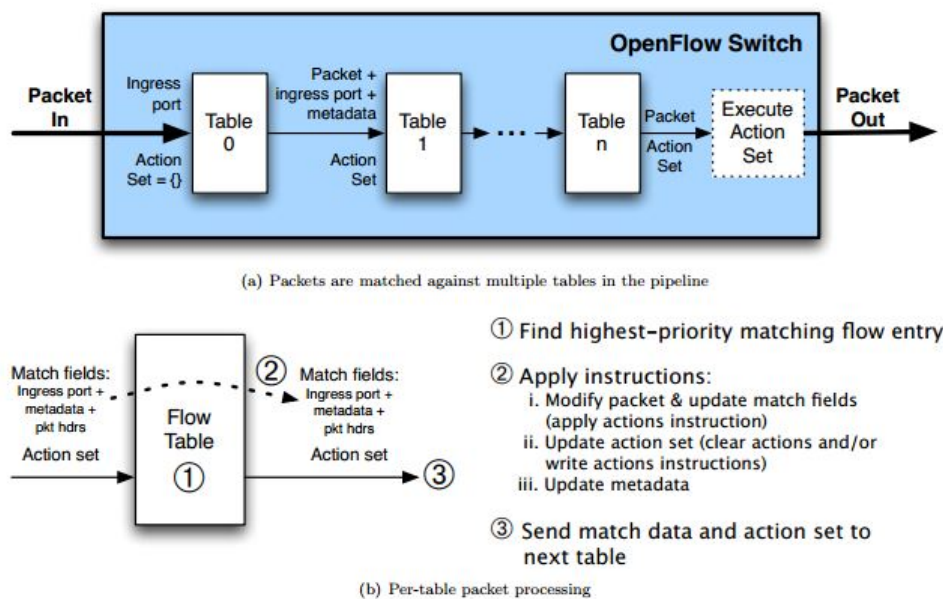 OpenFlow Switch
Packet
In
Ingress
port
Action
Set = {}
Table
0
Packet +
ingress port +
metadata
Action
Set
Table
1
...
Table
n
Packet
Action
Set
Execute
Action
Set
Packet
Out
(a) Packets are matched against multiple tables in the pipeline
Match fields:
Ingress port +
metadata +
pkt hdrs
Action set
Flow
Table
①
②
Match fields:
Ingress port +
metadata +
pkt hdrs
Action set
③
① Find highest-priority matching flow entry
② Apply instructions:
i. Modify packet & update match fields
(apply actions instruction)
ii. Update action set (clear actions and/or
write actions instructions)
iii. Update metadata
③ Send match data and action set to
next table
(b) Per-table packet processing